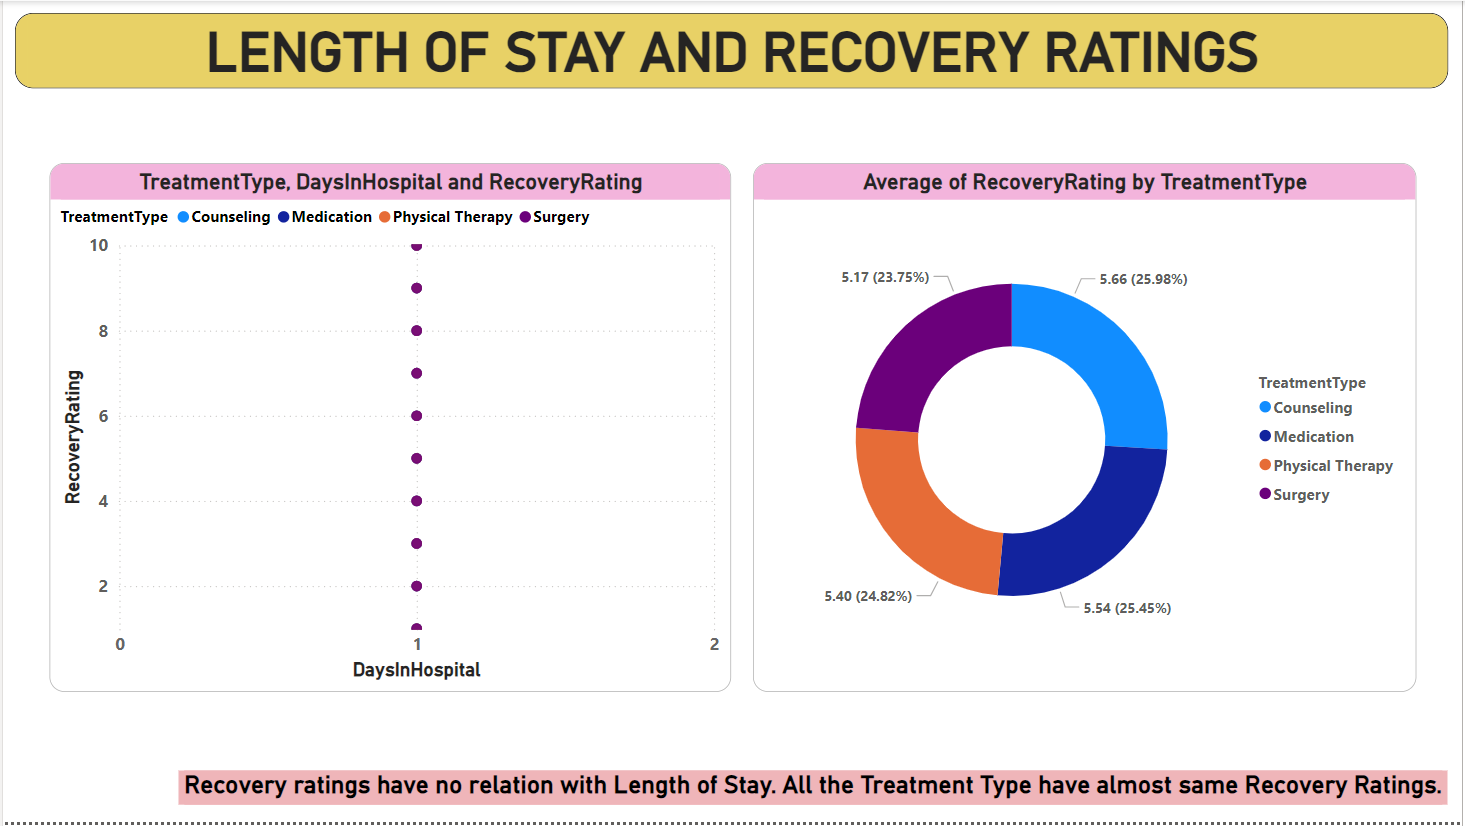 LENGTH OF STAY AND RECOVERY RATINGS
TreatmentType, DaysInHospital and RecoveryRating
TreatmentType Counseling Medication Physical Therapy Surgery
10
8
6
4
2
RecoveryRating
0 1 2
DaysInHospital
Average of RecoveryRating by TreatmentType
5.17 (23.75%)
5.66 (25.98%)
5.40 (24.82%)
5.54 (25.45%)
TreatmentType
Counseling
Medication
Physical Therapy
Surgery
Recovery ratings have no relation with Length of Stay. All the Treatment Type have almost same Recovery Ratings.